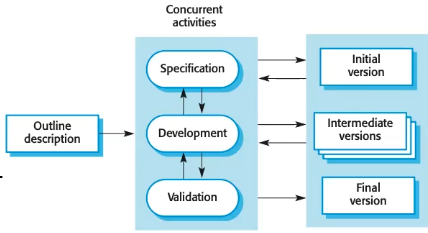 Concurrent
activities
Specification
Initial
version
Outline
description
Development
Intermediate
versions
Validation
Final
version